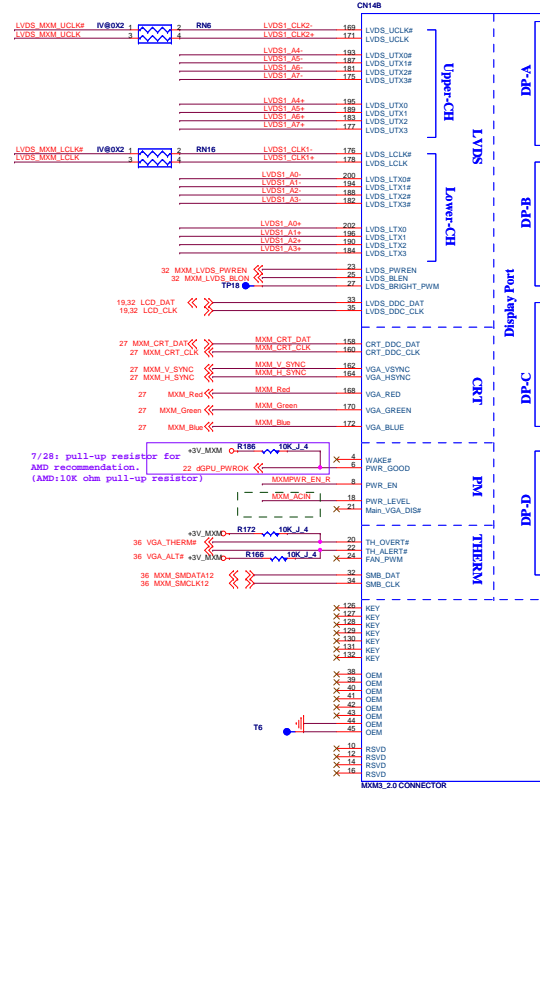 CN14B
LVDS_MXM_UCLK# 1 IV@0X2 2 RN6 LVDS1_CLK2- 169 LVDS_UCLK#
LVDS_MXM_UCLK 3 4 LVDS1_CLK2+ 171 LVDS_UCLK
LVDS1_A4- 193 LVDS_UTX0#
LVDS1_A5- 187 LVDS_UTX1#
LVDS1_A6- 181 LVDS_UTX2#
LVDS1_A7- 175 LVDS_UTX3#
LVDS1_A4+ 195 LVDS_UTX0
LVDS1_A5+ 189 LVDS_UTX1
LVDS1_A6+ 183 LVDS_UTX2
LVDS1_A7+ 177 LVDS_UTX3
Upper-CH
LVDS_MXM_LCLK# 1 IV@0X2 2 RN16 LVDS1_CLK1- 176 LVDS_LCLK#
LVDS_MXM_LCLK 3 4 LVDS1_CLK1+ 178 LVDS_LCLK
LVDS1_A0- 200 LVDS_LTX0#
LVDS1_A1- 194 LVDS_LTX1#
LVDS1_A2- 188 LVDS_LTX2#
LVDS1_A3- 182 LVDS_LTX3#
LVDS1_A0+ 202 LVDS_LTX0
LVDS1_A1+ 196 LVDS_LTX1
LVDS1_A2+ 190 LVDS_LTX2
LVDS1_A3+ 184 LVDS_LTX3
Lower-CH
LVDS
32 MXM_LVDS_PWREN 23 LVDS_PWREN
32 MXM_LVDS_BLON 25 LVDS_BLEN
TP18 27 LVDS_BRIGHT_PWM
19,32 LCD_DAT 33 LVDS_DDC_DAT
19,32 LCD_CLK 35 LVDS_DDC_CLK
27 MXM_CRT_DAT MXM_CRT_DAT 158 CRT_DDC_DAT
27 MXM_CRT_CLK MXM_CRT_CLK 160 CRT_DDC_CLK
27 MXM_V_SYNC MXM_V_SYNC 162 VGA_VSYNC
27 MXM_H_SYNC MXM_H_SYNC 164 VGA_HSYNC
27 MXM_Red MXM_Red 168 VGA_RED
27 MXM_Green MXM_Green 170 VGA_GREEN
27 MXM_Blue MXM_Blue 172 VGA_BLUE
CRT
7/28: pull-up resistor for
AMD recommendation.
(AMD:10K ohm pull-up resistor)
+3V_MXM R186 10K_J_4 4 WAKE#
22 dGPU_PWROK 6 PWR_GOOD
MXMPWR_EN_R 8 PWR_EN
MXM_ACIN 18 PWR_LEVEL
21 Main_VGA_DIS#
PM
+3V_MXM R172 10K_J_4
36 VGA_THERM# 20 TH_OVERT#
22 TH_ALERT#
36 VGA_ALT# +3V_MXM R166 10K_J_4 24 FAN_PWM
36 MXM_SMDATA12 32 SMB_DAT
36 MXM_SMCLK12 34 SMB_CLK
THERM
Display Port
DP-A
DP-B
DP-C
DP-D
126 KEY
127 KEY
128 KEY
129 KEY
130 KEY
131 KEY
132 KEY
38 OEM
39 OEM
40 OEM
41 OEM
42 OEM
43 OEM
44 OEM
T6 45 OEM
10 RSVD
12 RSVD
14 RSVD
16 RSVD
MXM3_2.0 CONNECTOR